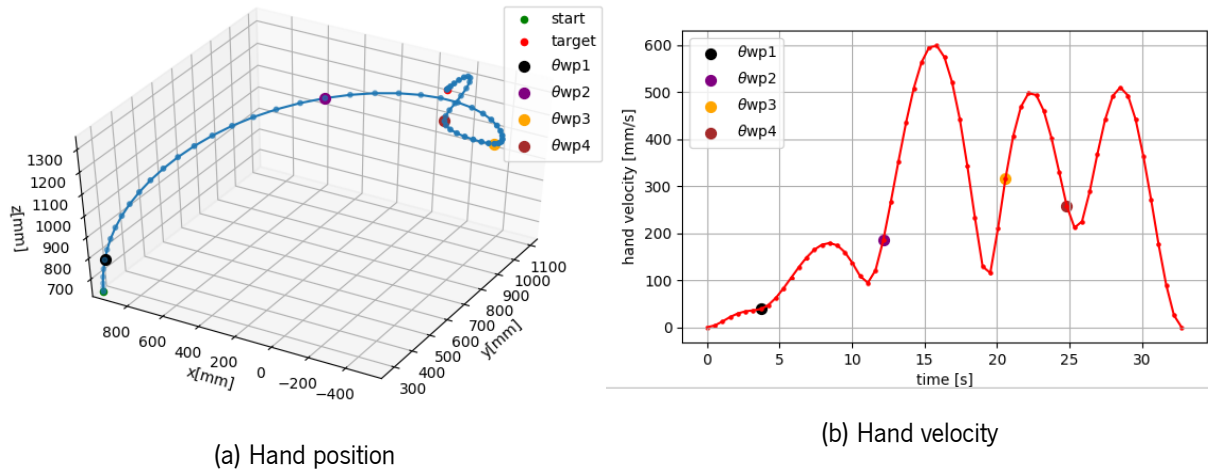 start
target
θwp1
θwp2
θwp3
θwp4
1300
1200
1100
1000
900
800
700
z[mm]
800
600
400
200
0
−200
−400
x[mm]
300
400
500
600
700
800
900
1000
1100
y[mm]
(a) Hand position
600
500
400
300
200
100
0
hand velocity [mm/s]
θwp1
θwp2
θwp3
θwp4
0
5
10
15
20
25
30
time [s]
(b) Hand velocity